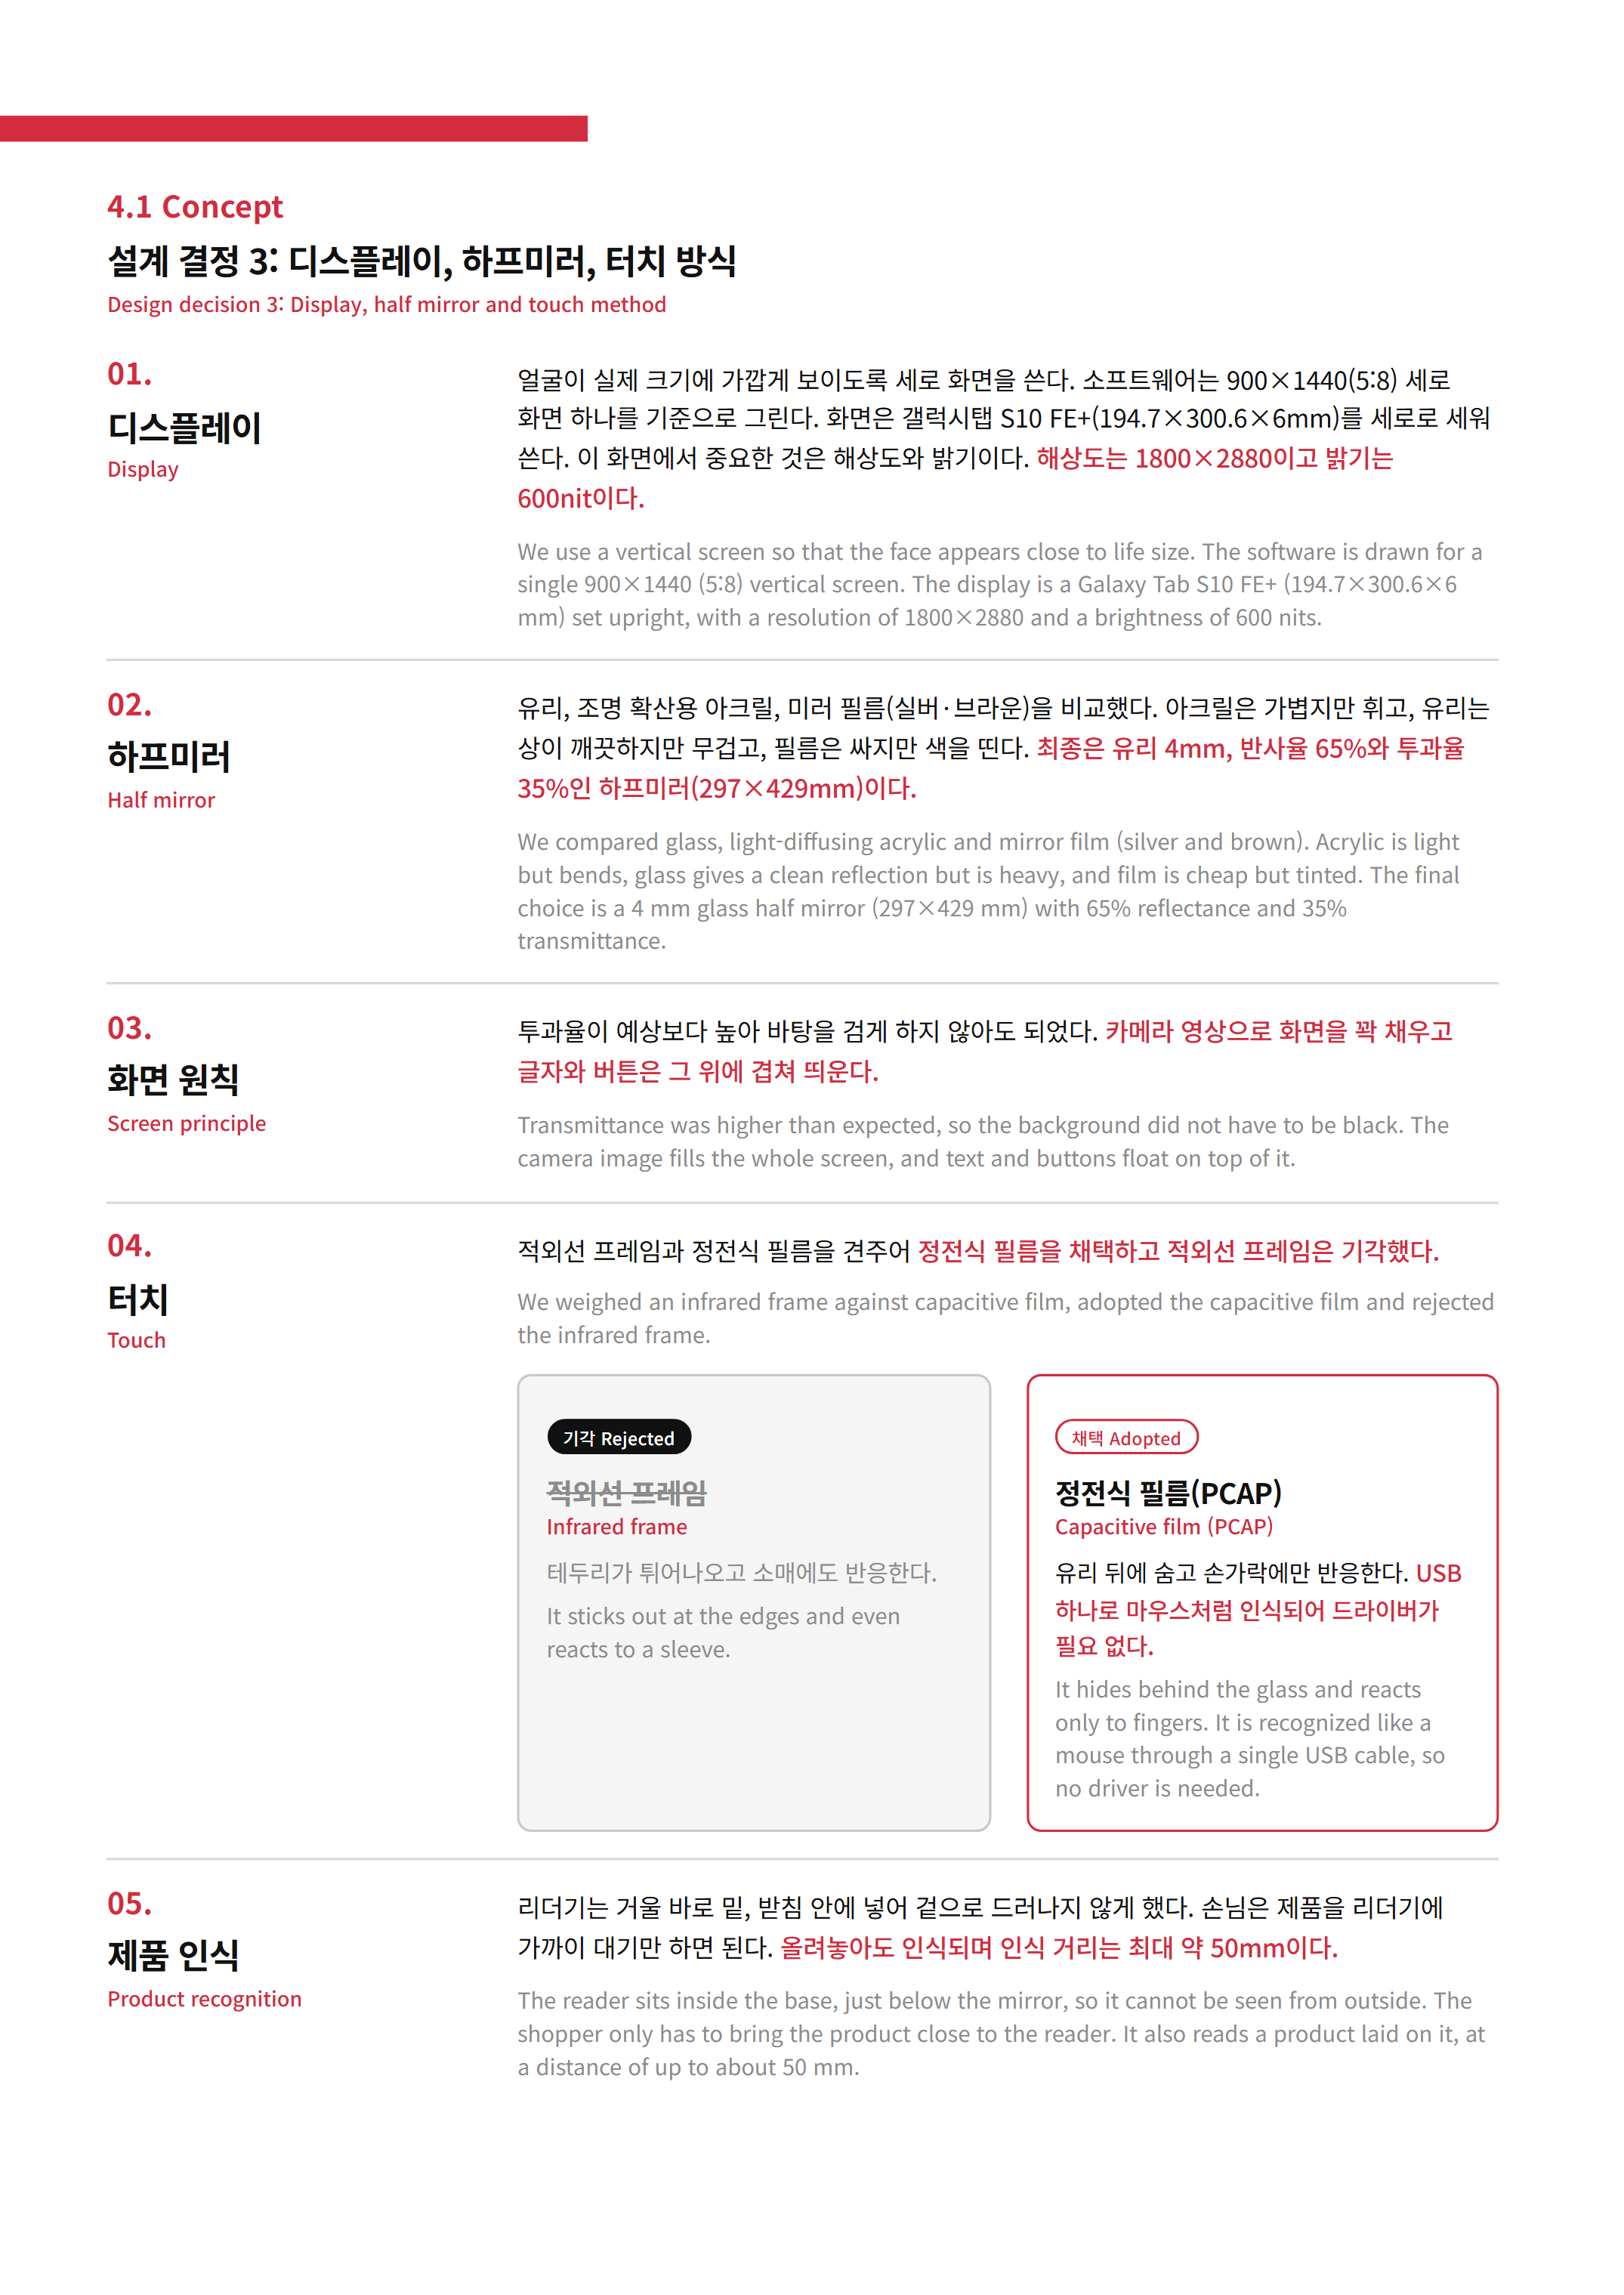 4.1 Concept
설계 결정 3: 디스플레이, 하프미러, 터치 방식
Design decision 3: Display, half mirror and touch method
01.
디스플레이
Display
얼굴이 실제 크기에 가깝게 보이도록 세로 화면을 쓴다. 소프트웨어는 900×1440(5:8) 세로
화면 하나를 기준으로 그린다. 화면은 갤럭시탭 S10 FE+(194.7×300.6×6mm)를 세로로 세워
쓴다. 이 화면에서 중요한 것은 해상도와 밝기이다. 해상도는 1800×2880이고 밝기는
600nit이다.
We use a vertical screen so that the face appears close to life size. The software is drawn for a
single 900×1440 (5:8) vertical screen. The display is a Galaxy Tab S10 FE+ (194.7×300.6×6
mm) set upright, with a resolution of 1800×2880 and a brightness of 600 nits.
02.
하프미러
Half mirror
유리, 조명 확산용 아크릴, 미러 필름(실버·브라운)을 비교했다. 아크릴은 가볍지만 휘고, 유리는
상이 깨끗하지만 무겁고, 필름은 싸지만 색을 띤다. 최종은 유리 4mm, 반사율 65%와 투과율
35%인 하프미러(297×429mm)이다.
We compared glass, light-diffusing acrylic and mirror film (silver and brown). Acrylic is light
but bends, glass gives a clean reflection but is heavy, and film is cheap but tinted. The final
choice is a 4 mm glass half mirror (297×429 mm) with 65% reflectance and 35%
transmittance.
03.
화면 원칙
Screen principle
투과율이 예상보다 높아 바탕을 검게 하지 않아도 되었다. 카메라 영상으로 화면을 꽉 채우고
글자와 버튼은 그 위에 겹쳐 띄운다.
Transmittance was higher than expected, so the background did not have to be black. The
camera image fills the whole screen, and text and buttons float on top of it.
04.
터치
Touch
적외선 프레임과 정전식 필름을 견주어 정전식 필름을 채택하고 적외선 프레임은 기각했다.
We weighed an infrared frame against capacitive film, adopted the capacitive film and rejected
the infrared frame.
기각 Rejected
적외선 프레임
Infrared frame
테두리가 튀어나오고 소매에도 반응한다.
It sticks out at the edges and even
reacts to a sleeve.
채택 Adopted
정전식 필름(PCAP)
Capacitive film (PCAP)
유리 뒤에 숨고 손가락에만 반응한다. USB
하나로 마우스처럼 인식되어 드라이버가
필요 없다.
It hides behind the glass and reacts
only to fingers. It is recognized like a
mouse through a single USB cable, so
no driver is needed.
05.
제품 인식
Product recognition
리더기는 거울 바로 밑, 받침 안에 넣어 겉으로 드러나지 않게 했다. 손님은 제품을 리더기에
가까이 대기만 하면 된다. 올려놓아도 인식되며 인식 거리는 최대 약 50mm이다.
The reader sits inside the base, just below the mirror, so it cannot be seen from outside. The
shopper only has to bring the product close to the reader. It also reads a product laid on it, at
a distance of up to about 50 mm.